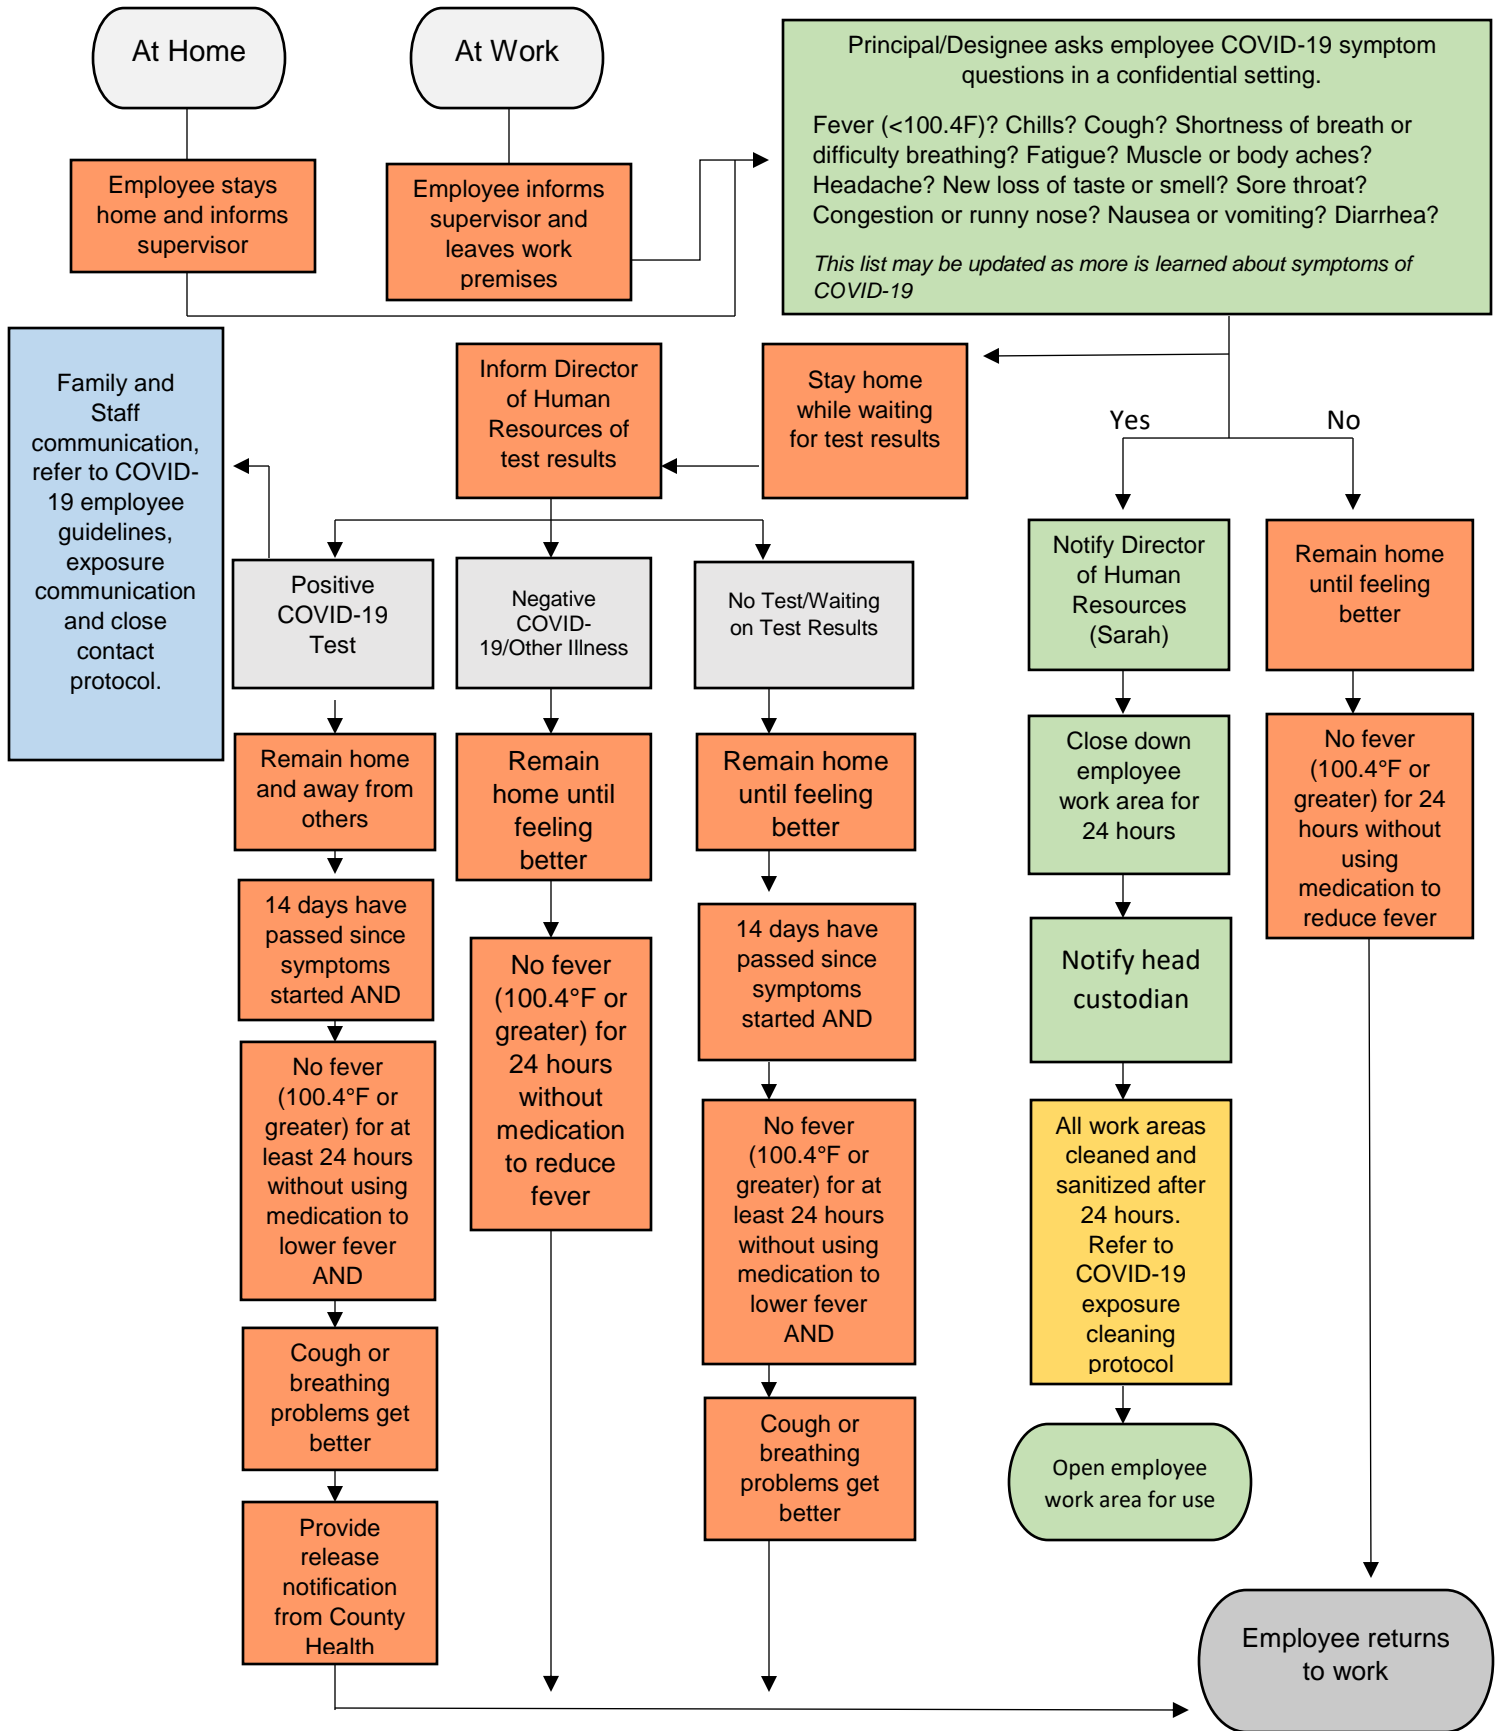 At Home
At Work
Principal/Designee asks employee COVID-19 symptom
questions in a confidential setting.
Fever (<100.4F)? Chills? Cough? Shortness of breath or
difficulty breathing? Fatigue? Muscle or body aches?
Headache? New loss of taste or smell? Sore throat?
Congestion or runny nose? Nausea or vomiting? Diarrhea?
This list may be updated as more is learned about symptoms of
COVID-19
Employee stays
home and informs
supervisor
Employee informs
supervisor and
leaves work
premises
Family and
Staff
communication,
refer to COVID-
19 employee
guidelines,
exposure
communication
and close
contact
protocol.
Inform Director
of Human
Resources of
test results
Stay home
while waiting
for test results
Yes
No
Positive
COVID-19
Test
Negative
COVID-
19/Other Illness
No Test/Waiting
on Test Results
Notify Director
of Human
Resources
(Sarah)
Remain home
until feeling
better
Remain home
and away from
others
Remain
home until
feeling
better
Remain home
until feeling
better
Close down
employee
work area for
24 hours
No fever
(100.4°F or
greater) for 24
hours without
using
medication to
reduce fever
14 days have
passed since
symptoms
started AND
No fever
(100.4°F or
greater) for
24 hours
without
medication
to reduce
fever
14 days have
passed since
symptoms
started AND
Notify head
custodian
No fever
(100.4°F or
greater) for at
least 24 hours
without using
medication to
lower fever
AND
No fever
(100.4°F or
greater) for at
least 24 hours
without using
medication to
lower fever
AND
All work areas
cleaned and
sanitized after
24 hours.
Refer to
COVID-19
exposure
cleaning
protocol
Cough or
breathing
problems get
better
Cough or
breathing
problems get
better
Open employee
work area for use
Provide
release
notification
from County
Health
Employee returns
to work